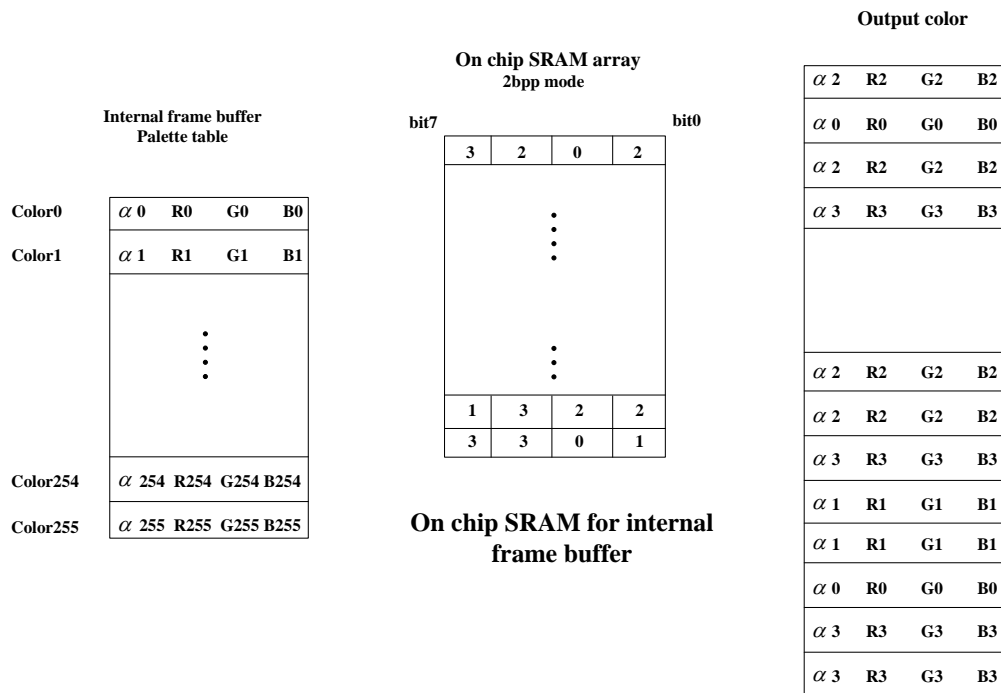 Internal frame buffer
Palette table
Color0 α 0 R0 G0 B0
Color1 α 1 R1 G1 B1
Color254 α 254 R254 G254 B254
Color255 α 255 R255 G255 B255
On chip SRAM array
2bpp mode
bit7 bit0
3 2 0 2
1 3 2 2
3 3 0 1
On chip SRAM for internal
frame buffer
Output color
α 2 R2 G2 B2
α 0 R0 G0 B0
α 2 R2 G2 B2
α 3 R3 G3 B3
α 2 R2 G2 B2
α 2 R2 G2 B2
α 3 R3 G3 B3
α 1 R1 G1 B1
α 1 R1 G1 B1
α 0 R0 G0 B0
α 3 R3 G3 B3
α 3 R3 G3 B3